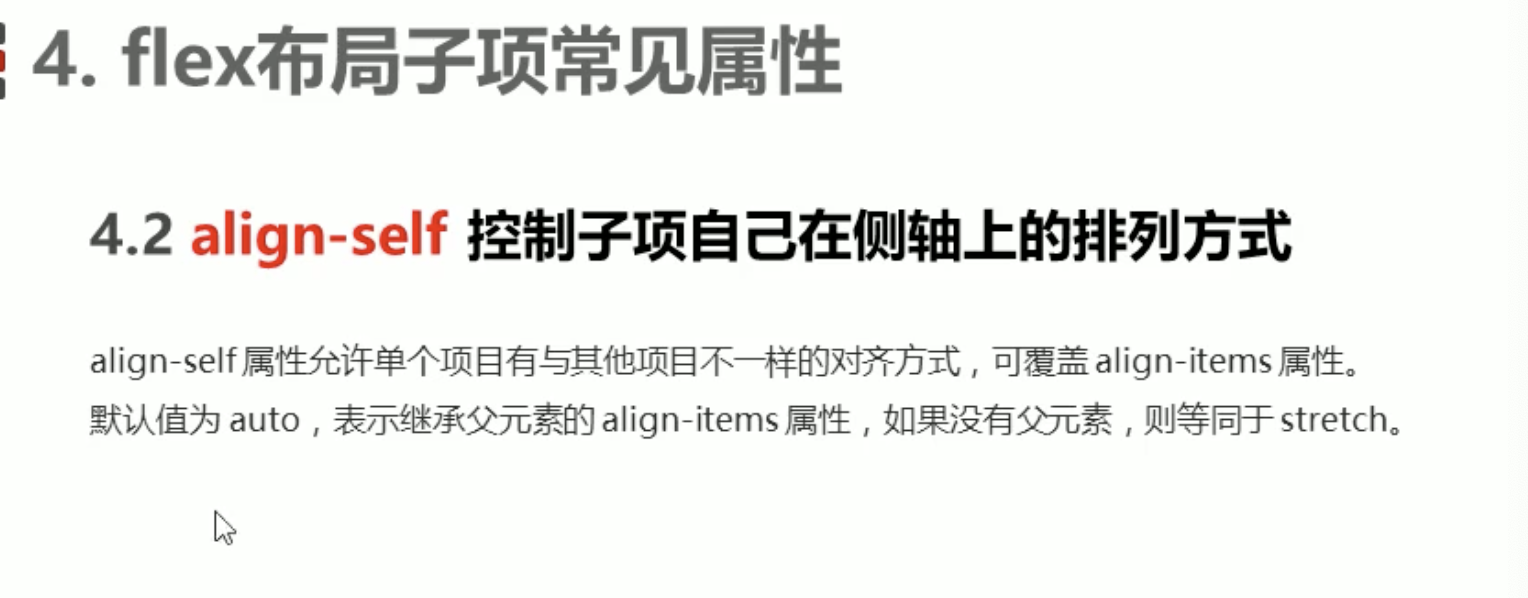 4. flex布局子项常见属性
4.2 align-self 控制子项自己在侧轴上的排列方式
align-self 属性允许单个项目有与其他项目不一样的对齐方式，可覆盖 align-items 属性。
默认值为 auto，表示继承父元素的 align-items 属性，如果没有父元素，则等同于 stretch。